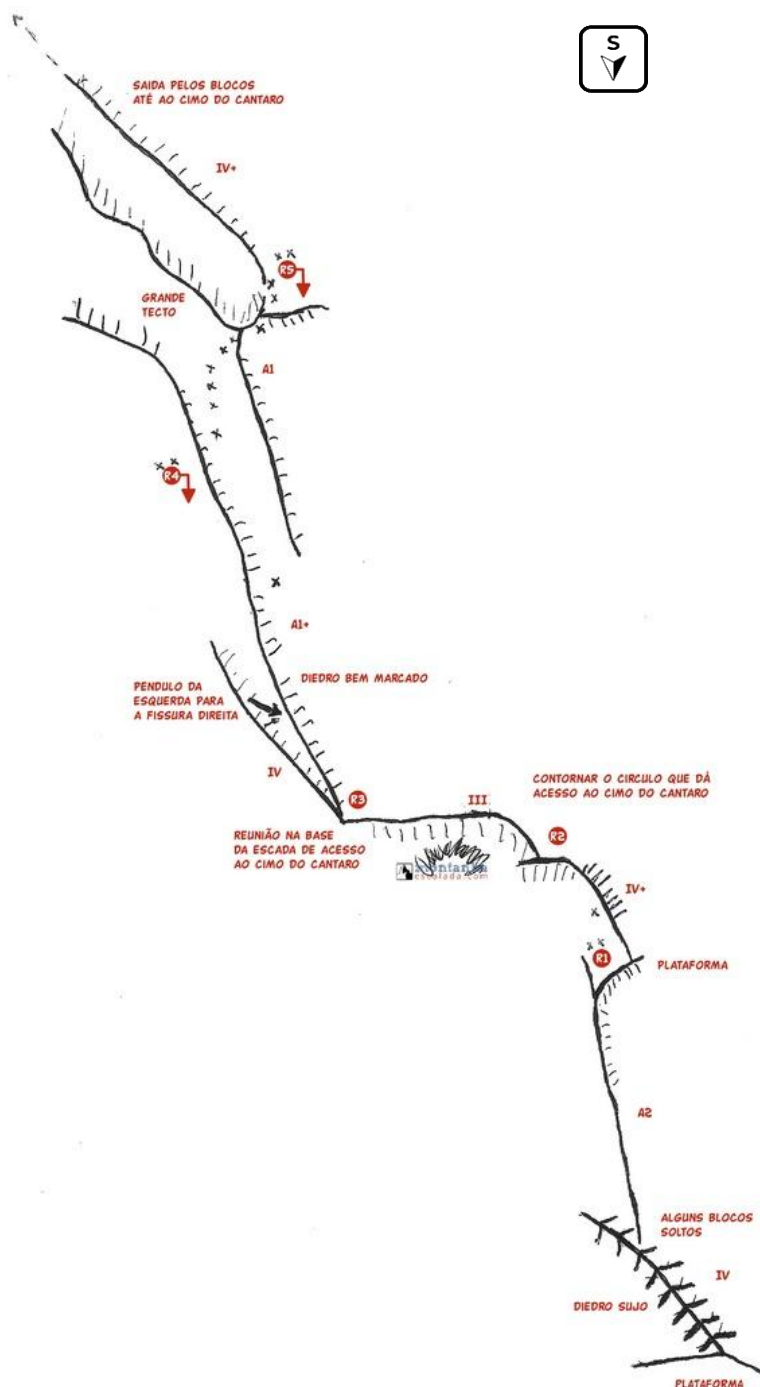 S
SAIDA PELOS BLOCOS
ATÉ AO CIMO DO CANTARO
IV+
R5
GRANDE
TECTO
A1
R4
A1+
DIEDRO BEM MARCADO
PENDULO DA
ESQUERDA PARA
A FISSURA DIREITA
IV
R3
III
CONTORNAR O CIRCULO QUE DÁ
ACESSO AO CIMO DO CANTARO
REUNIÃO NA BASE
DA ESCADA DE ACESSO
AO CIMO DO CANTARO
R2
montanha
escalada.com
IV+
R1
PLATAFORMA
A2
ALGUNS BLOCOS
SOLTOS
IV
DIEDRO SUJO
PLATAFORMA